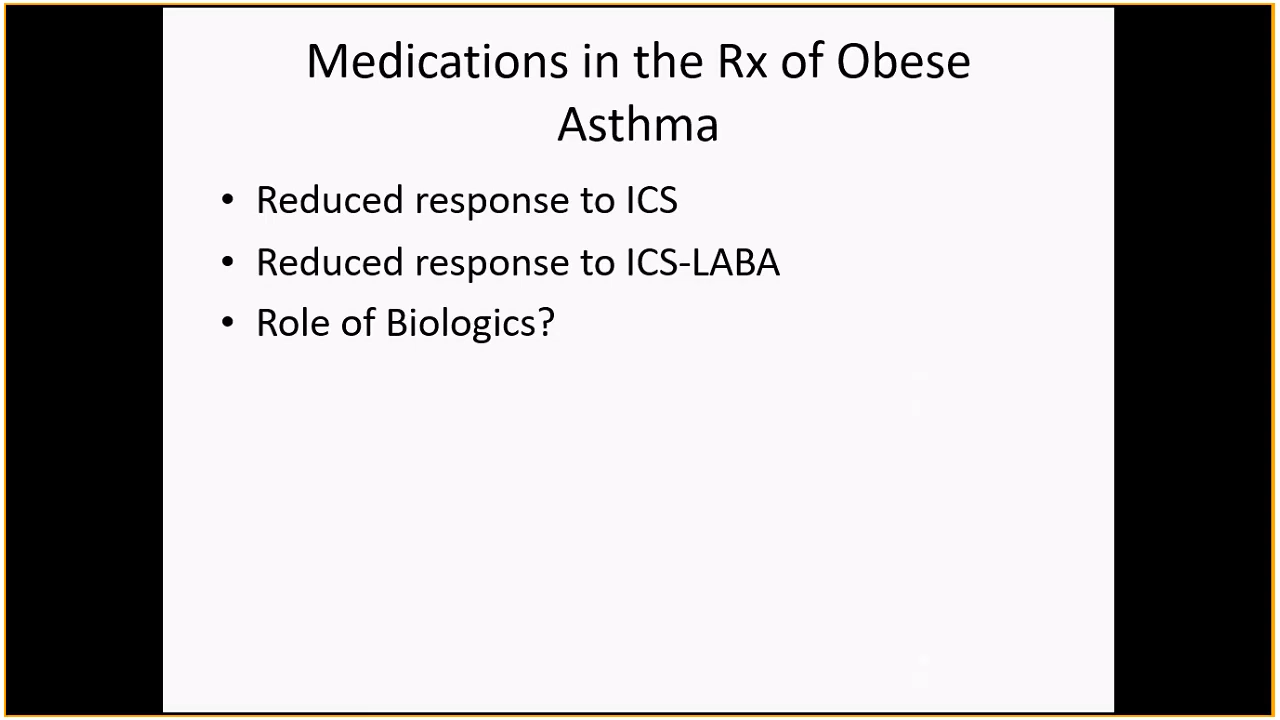 Medications in the Rx of Obese
Asthma
• Reduced response to ICS
• Reduced response to ICS-LABA
• Role of Biologics?